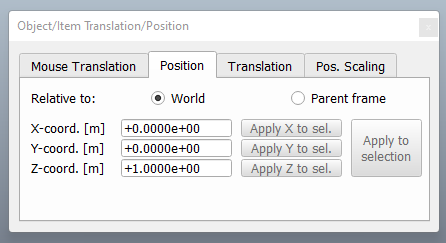 Object/Item Translation/Position
Mouse Translation Position Translation Pos. Scaling
Relative to: World Parent frame
X-coord. [m] +0.0000e+00 Apply X to sel.
Y-coord. [m] +0.0000e+00 Apply Y to sel.
Z-coord. [m] +1.0000e+00 Apply Z to sel.
Apply to
selection